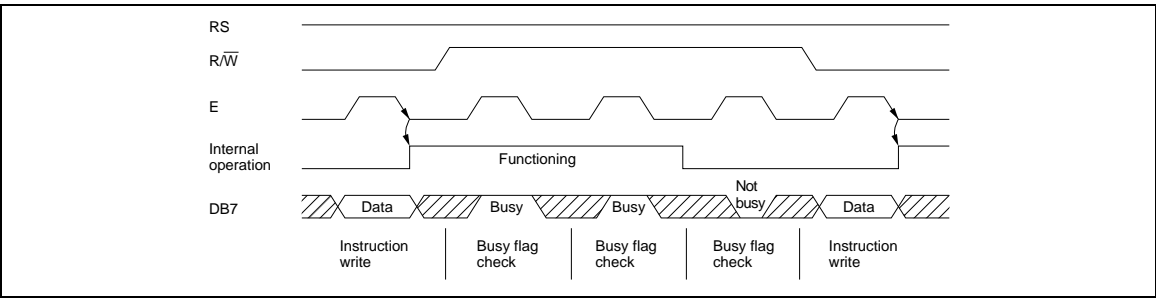 RS
R/W̅
E
Internal
operation
Functioning
DB7
Data
Busy
Busy
Not
busy
Data
Instruction
write
Busy flag
check
Busy flag
check
Busy flag
check
Instruction
write